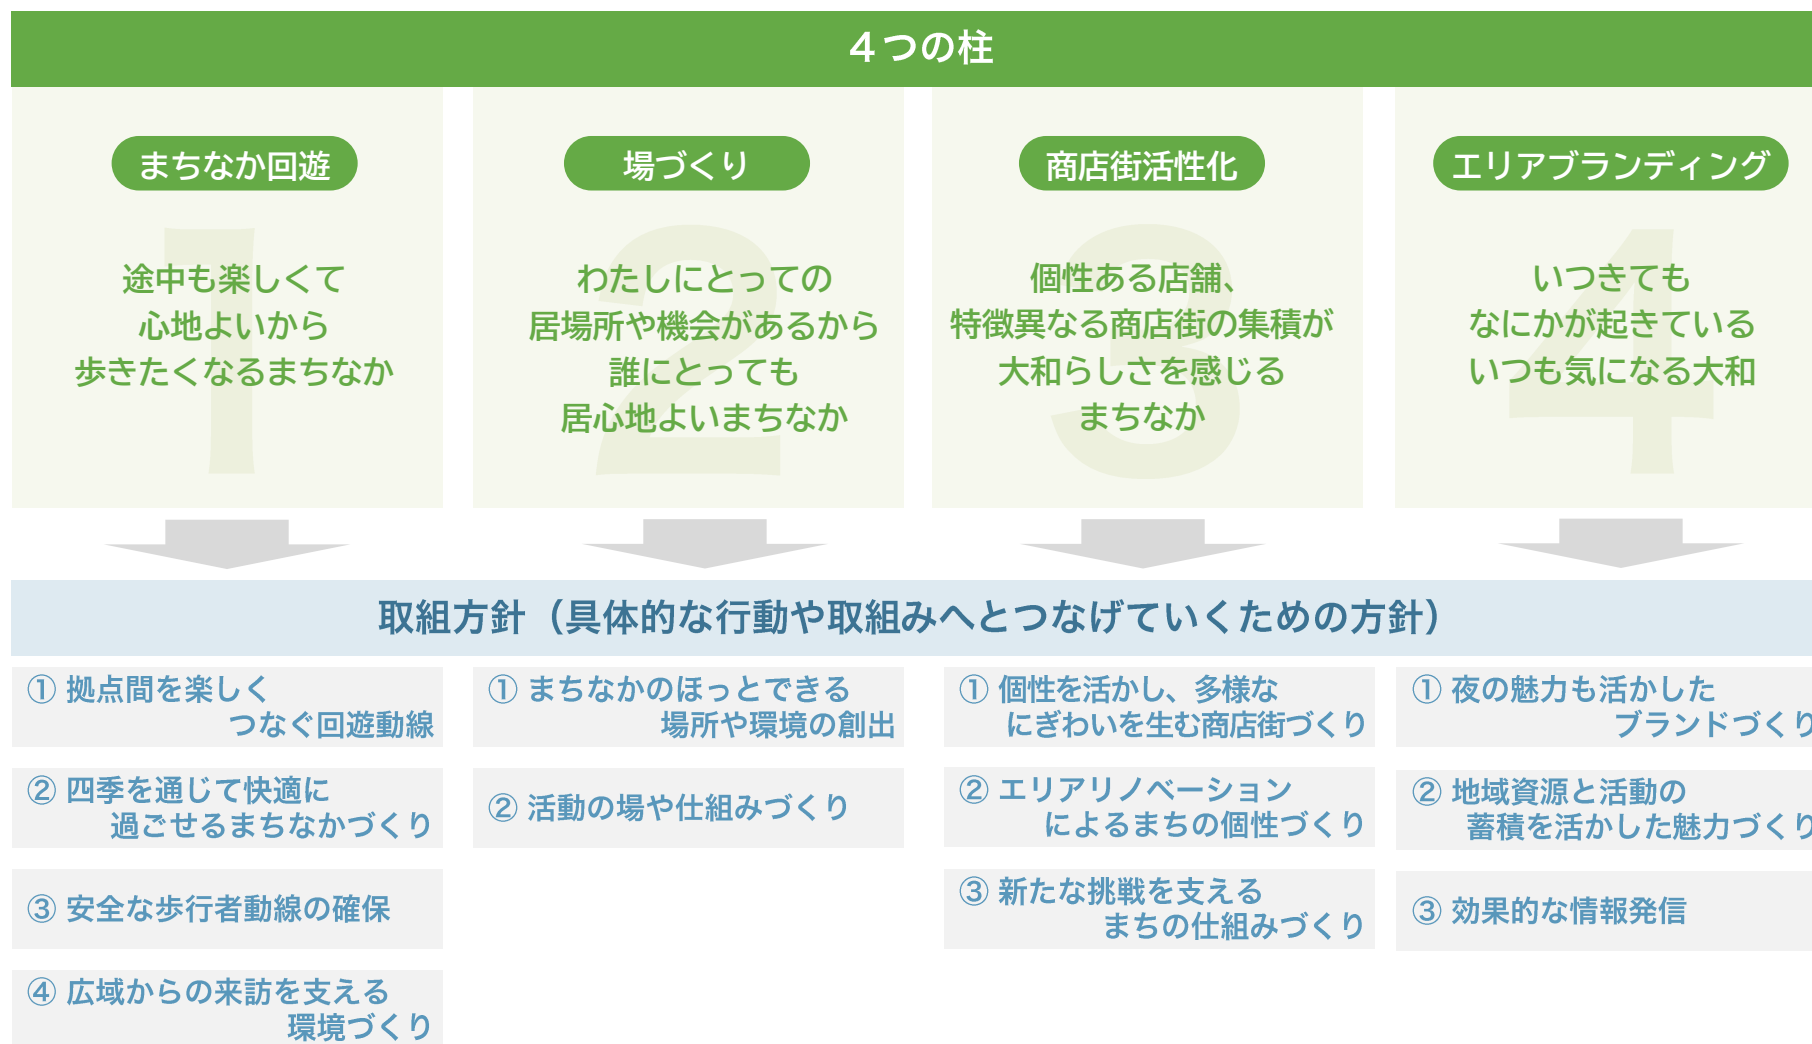 4つの柱
まちなか回遊
1
途中も楽しくて
心地よいから
歩きたくなるまちなか
場づくり
2
わたしにとっての
居場所や機会があるから
誰にとっても
居心地よいまちなか
商店街活性化
3
個性ある店舗、
特徴異なる商店街の集積が
大和らしさを感じる
まちなか
エリアブランディング
4
いつきても
なにかが起きている
いつも気になる大和
取組方針（具体的な行動や取組みへとつなげていくための方針）
① 拠点間を楽しく
つなぐ回遊動線
② 四季を通じて快適に
過ごせるまちなかづくり
③ 安全な歩行者動線の確保
④ 広域からの来訪を支える
環境づくり
① まちなかのほっとできる
場所や環境の創出
② 活動の場や仕組みづくり
① 個性を活かし、多様な
にぎわいを生む商店街づくり
② エリアリノベーション
によるまちの個性づくり
③ 新たな挑戦を支える
まちの仕組みづくり
① 夜の魅力も活かした
ブランドづくり
② 地域資源と活動の
蓄積を活かした魅力づくり
③ 効果的な情報発信